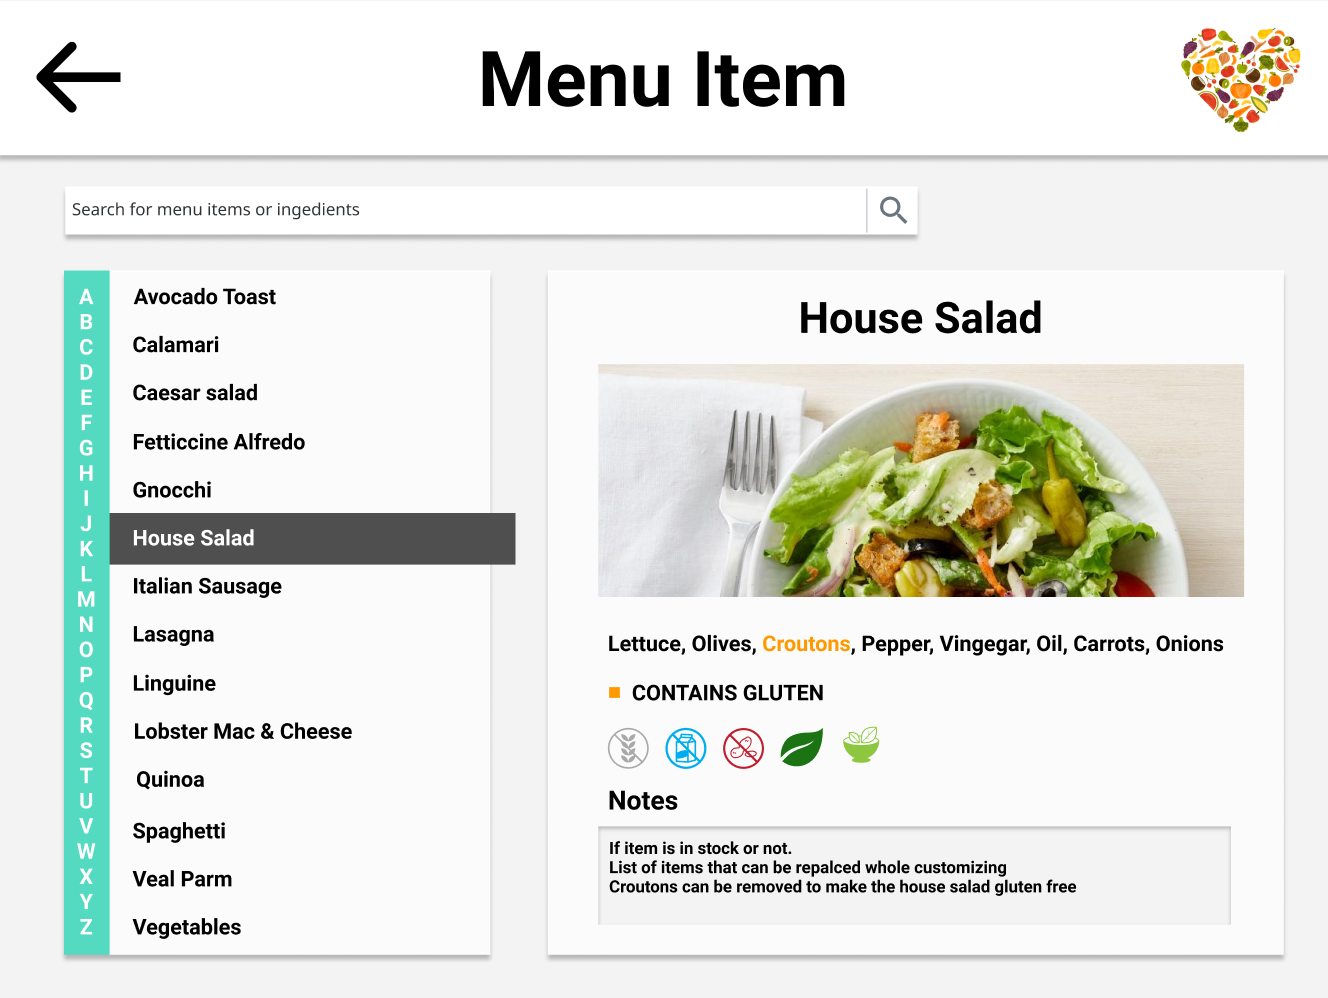 Menu Item
Search for menu items or ingedients
A
B
C
D
E
F
G
H
I
J
K
L
M
N
O
P
Q
R
S
T
U
V
W
X
Y
Z
Avocado Toast
Calamari
Caesar salad
Fetticcine Alfredo
Gnocchi
House Salad
Italian Sausage
Lasagna
Linguine
Lobster Mac & Cheese
Quinoa
Spaghetti
Veal Parm
Vegetables
House Salad
Lettuce, Olives, Croutons, Pepper, Vingegar, Oil, Carrots, Onions
CONTAINS GLUTEN
Notes
If item is in stock or not.
List of items that can be repalced whole customizing
Croutons can be removed to make the house salad gluten free